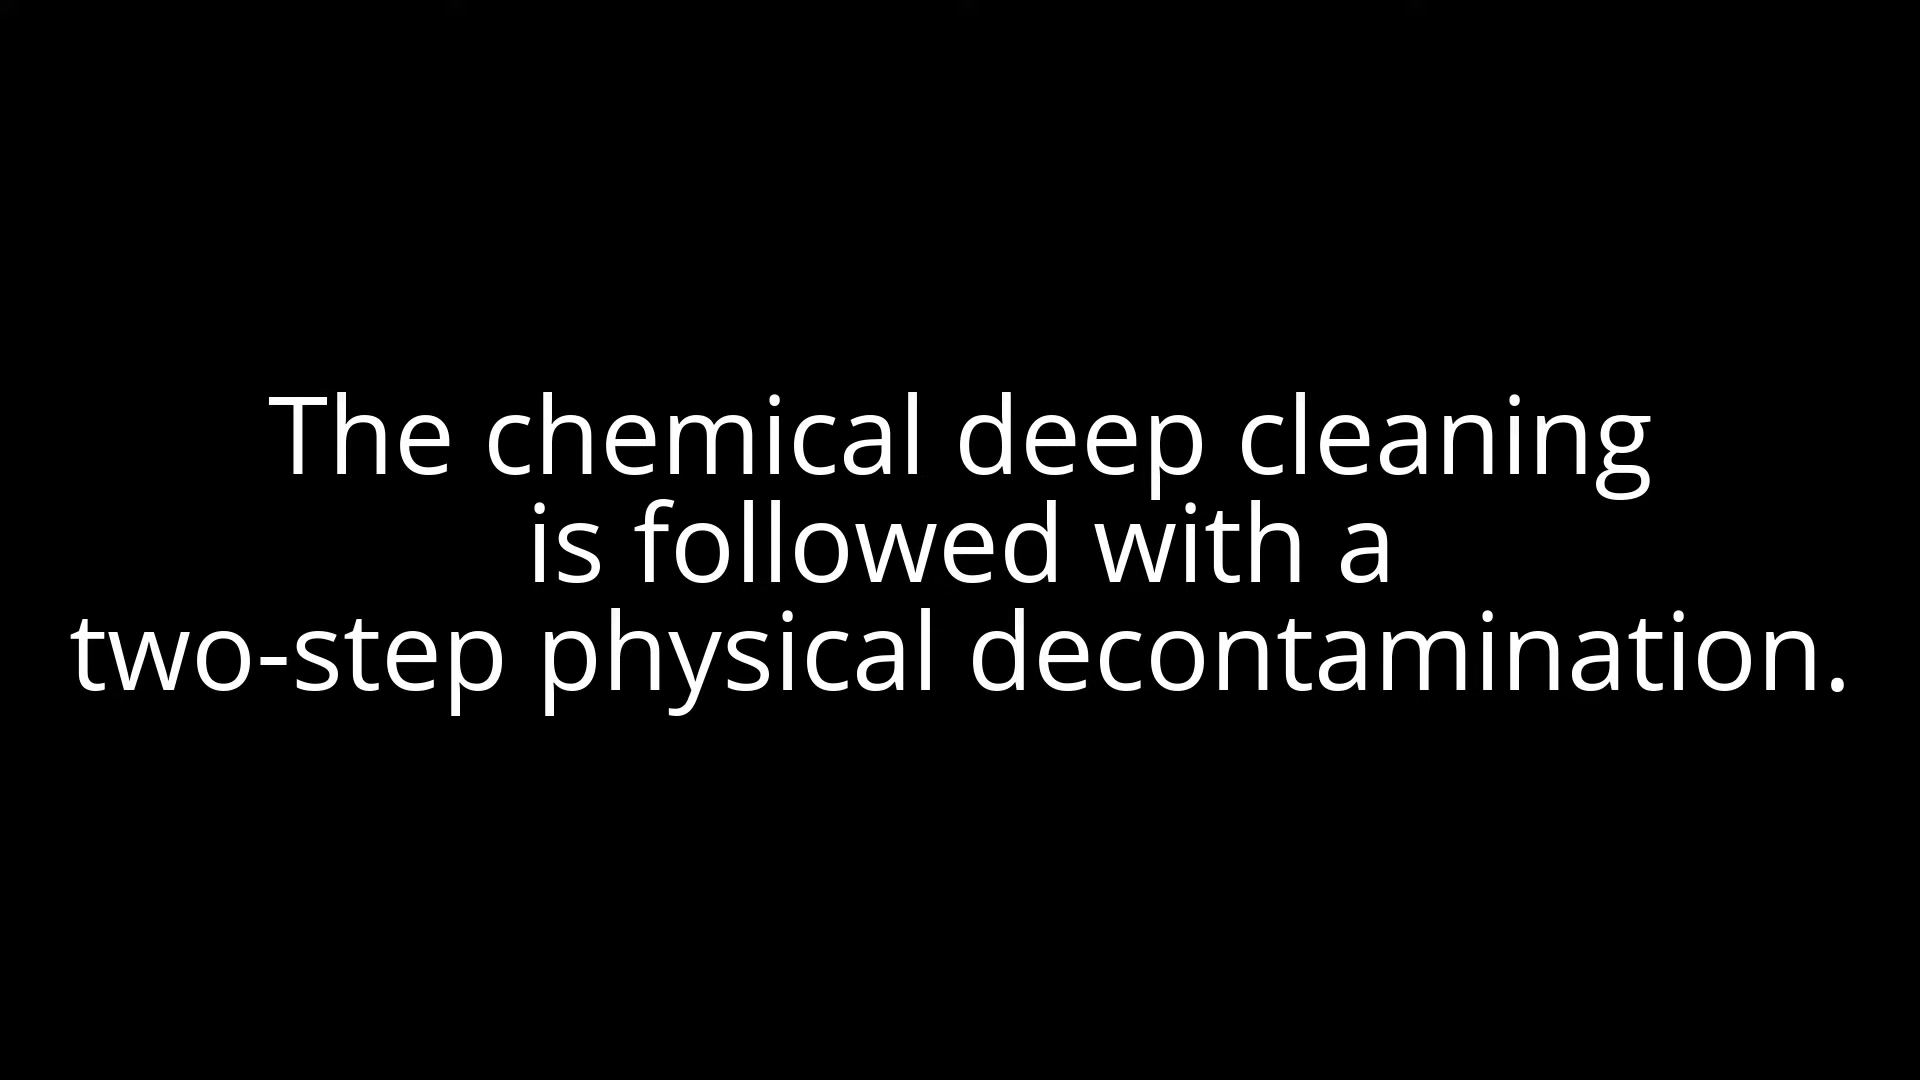 The chemical deep cleaning
is followed with a
two-step physical decontamination.